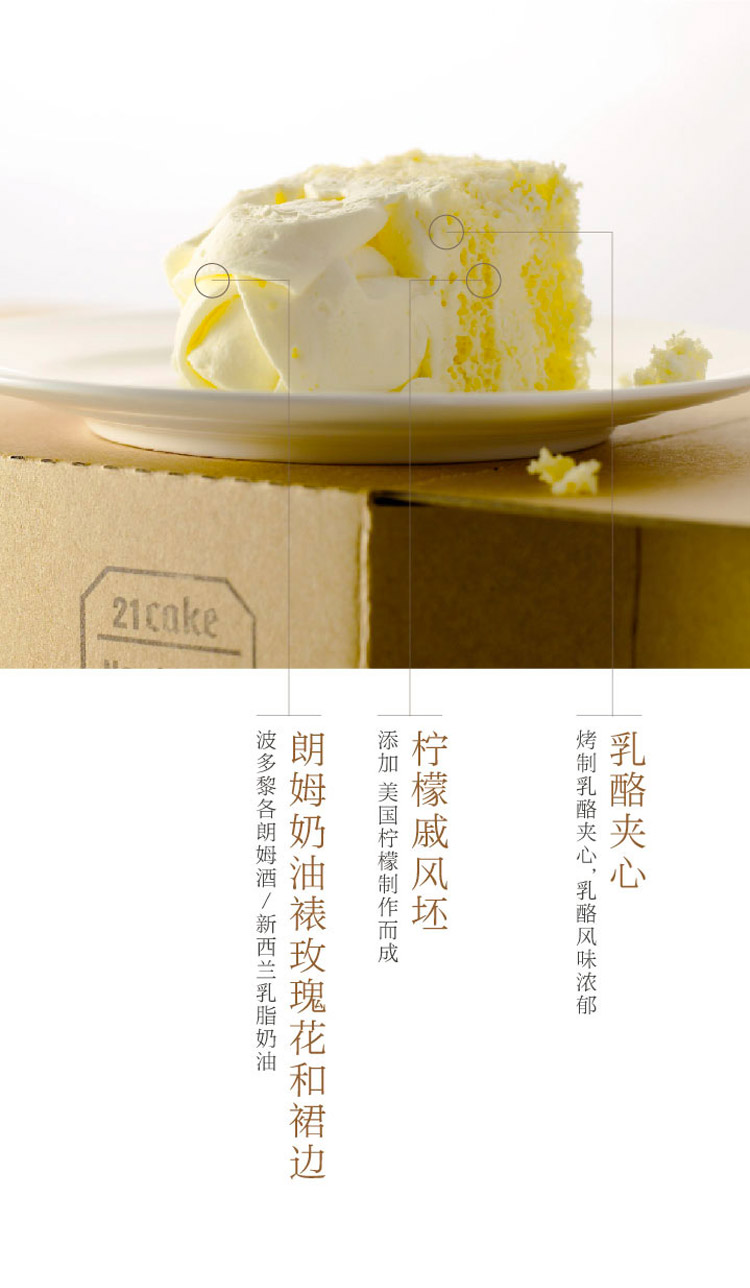 21cake
乳酪夹心
烤制乳酪夹心,乳酪风味浓郁
柠檬戚风坯
添加 美国柠檬制作而成
朗姆奶油裱玫瑰花和裙边
波多黎各朗姆酒/新西兰乳脂奶油